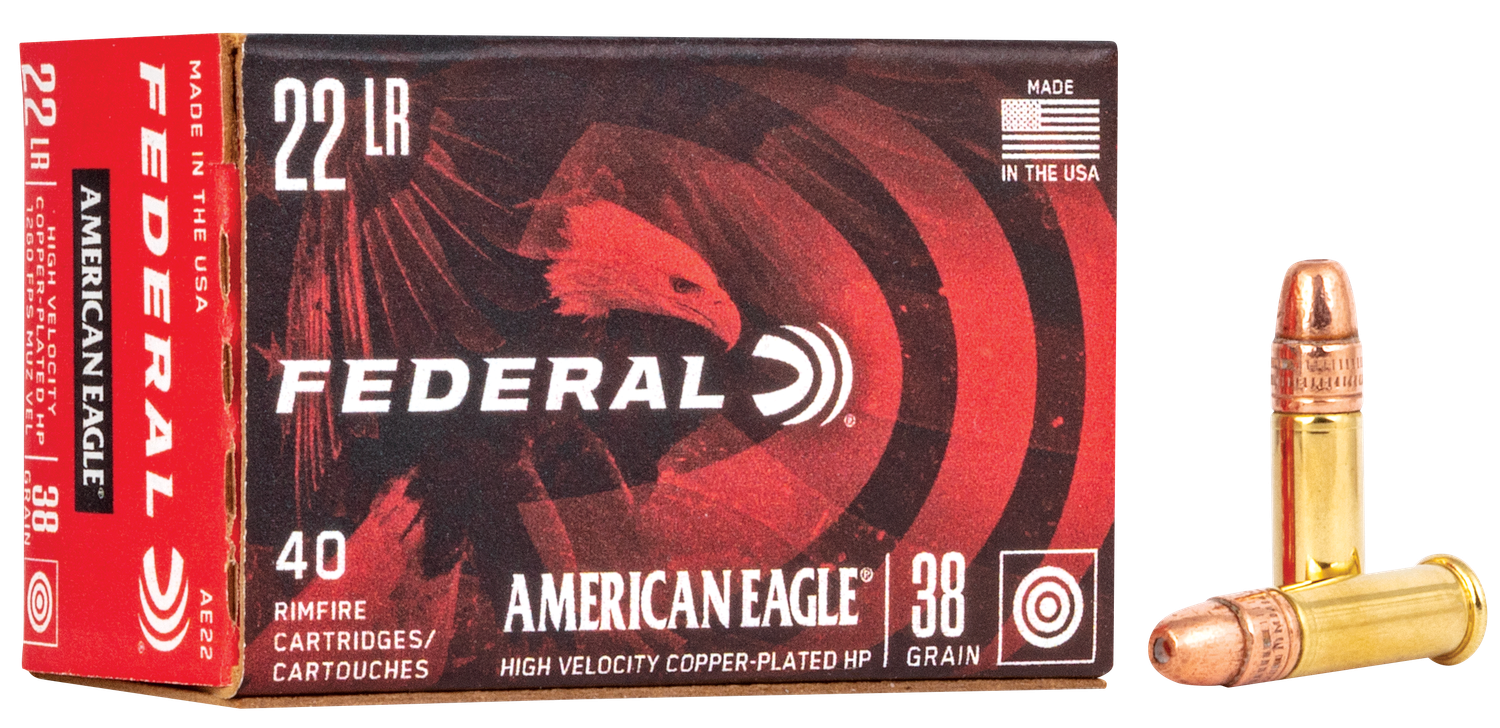 22 LR
MADE
IN THE USA
FEDERAL
®
40
RIMFIRE
CARTRIDGES/
CARTOUCHES
AMERICAN EAGLE®
HIGH VELOCITY COPPER-PLATED HP
38
GRAIN
MADE IN THE USA
FEDERAL
®
AE22
AMERICAN EAGLE®
22 LR
HIGH VELOCITY
COPPER-PLATED HP
1260 FPS MUZ VEL
38
GRAIN